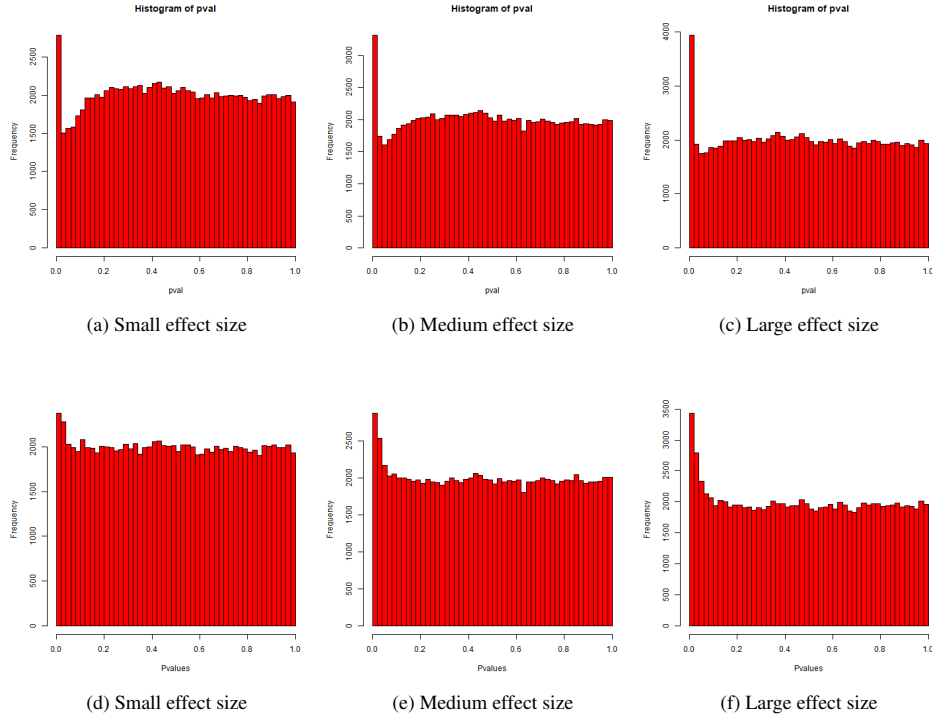 Histogram of pval
Histogram of pval
Histogram of pval
Frequency
0
500
1000
1500
2000
2500
0.0 0.2 0.4 0.6 0.8 1.0
pval
Frequency
0
500
1000
1500
2000
2500
3000
0.0 0.2 0.4 0.6 0.8 1.0
pval
Frequency
0
1000
2000
3000
4000
0.0 0.2 0.4 0.6 0.8 1.0
pval
(a) Small effect size
(b) Medium effect size
(c) Large effect size
Frequency
0
500
1000
1500
2000
0.0 0.2 0.4 0.6 0.8 1.0
Pvalues
Frequency
0
500
1000
1500
2000
2500
0.0 0.2 0.4 0.6 0.8 1.0
Pvalues
Frequency
0
500
1000
1500
2000
2500
3000
3500
0.0 0.2 0.4 0.6 0.8 1.0
Pvalues
(d) Small effect size
(e) Medium effect size
(f) Large effect size